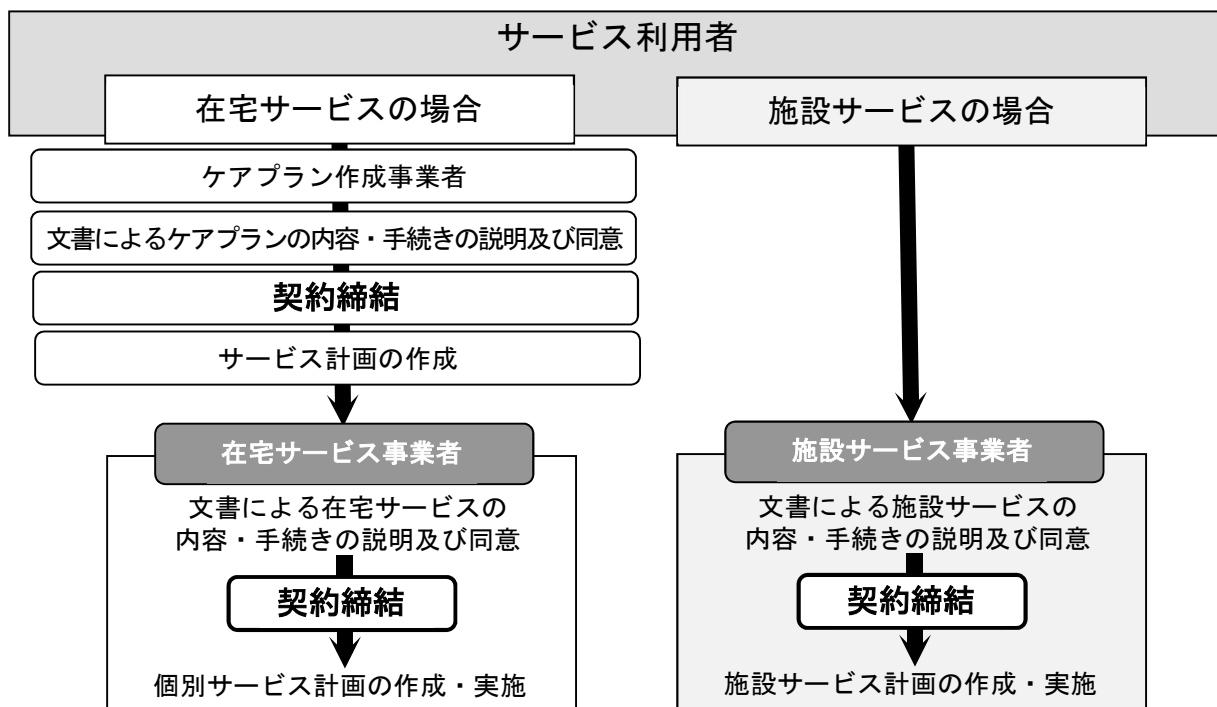 サービス利用者
在宅サービスの場合
ケアプラン作成事業者
文書によるケアプランの内容・手続きの説明及び同意
契約締結
サービス計画の作成
在宅サービス事業者
文書による在宅サービスの
内容・手続きの説明及び同意
契約締結
個別サービス計画の作成・実施
施設サービスの場合
施設サービス事業者
文書による施設サービスの
内容・手続きの説明及び同意
契約締結
施設サービス計画の作成・実施